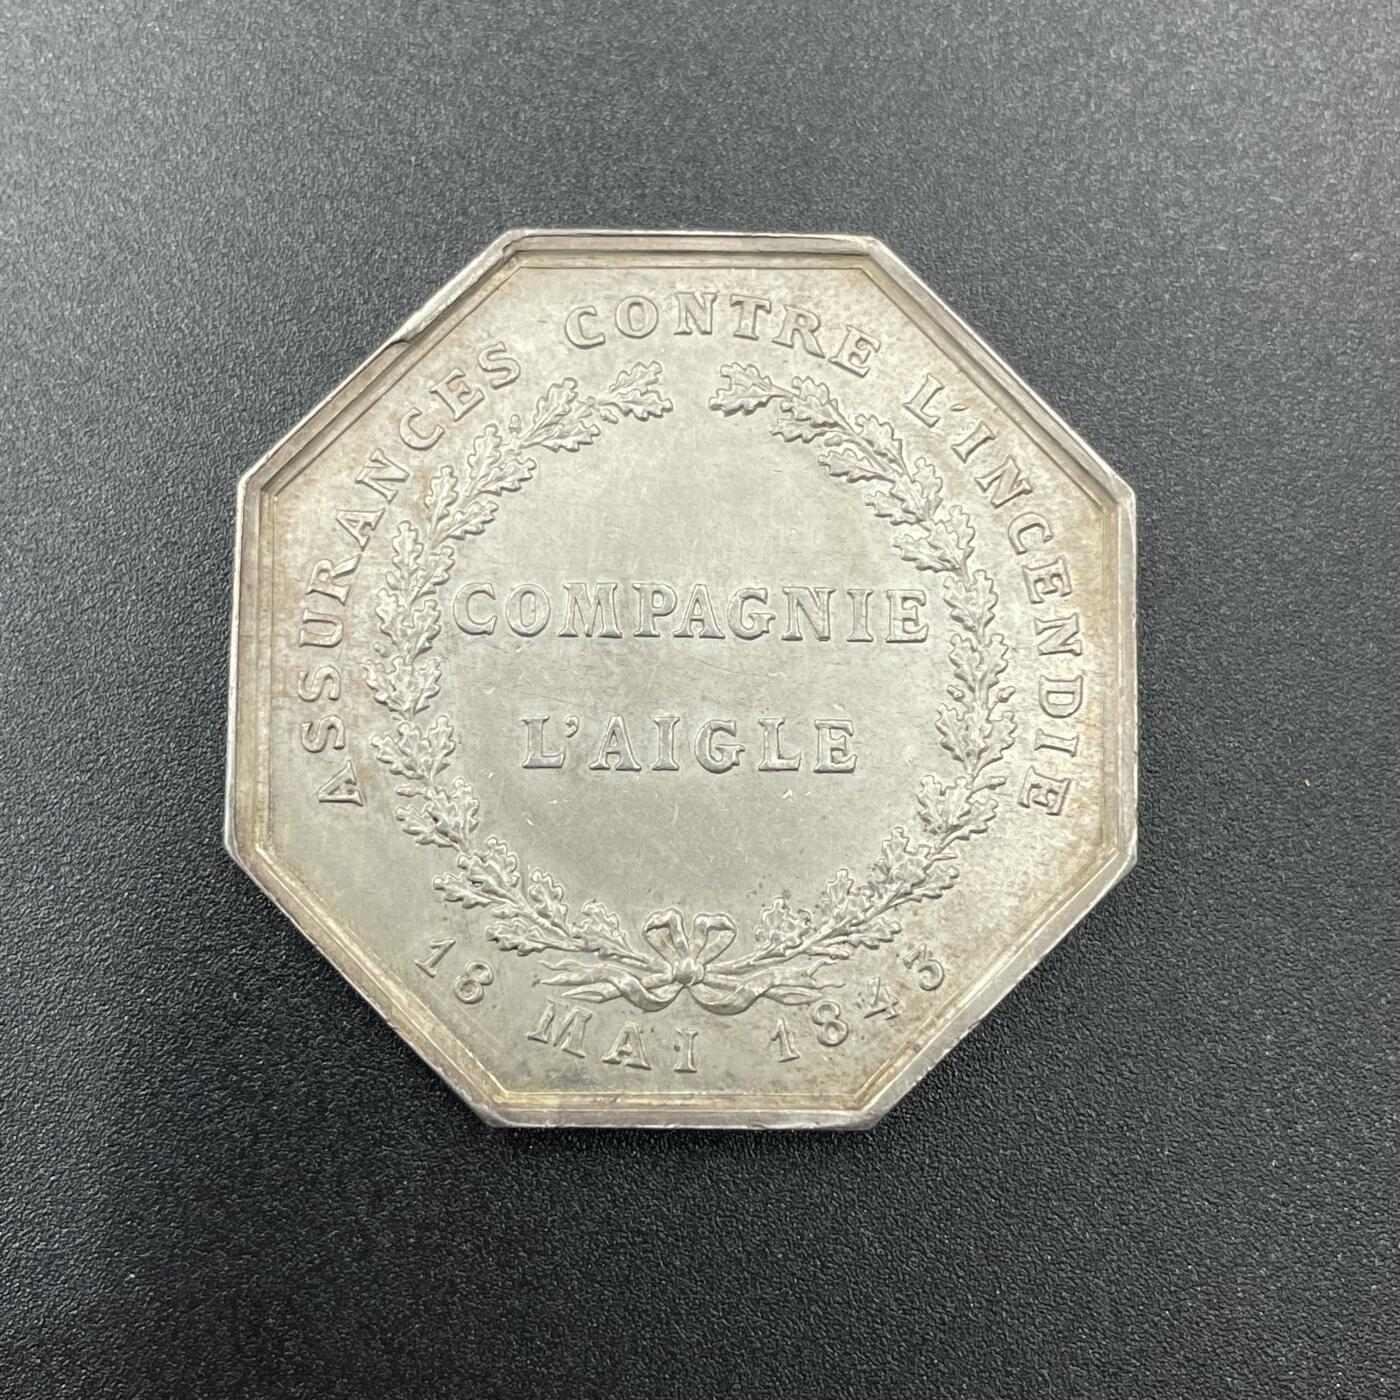 ASSURANCES CONTRE L'INCENDIE
COMPAGNIE
L'AIGLE
18 MAI 1843